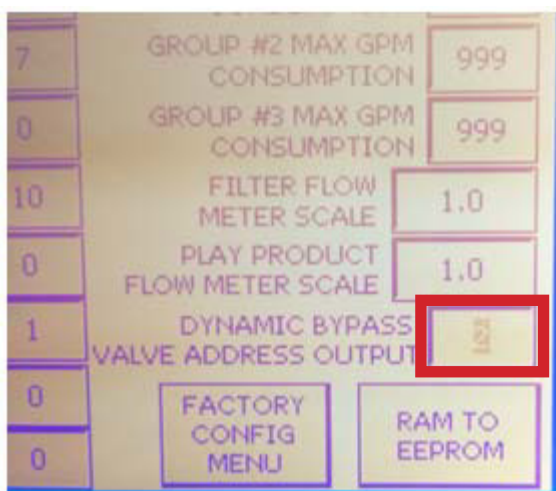 7
GROUP #2 MAX GPM
CONSUMPTION
999
0
GROUP #3 MAX GPM
CONSUMPTION
999
10
FILTER FLOW
METER SCALE
1.0
0
PLAY PRODUCT
FLOW METER SCALE
1.0
1
DYNAMIC BYPASS
VALVE ADDRESS OUTPUT
0
FACTORY
CONFIG
MENU
RAM TO
EEPROM
0